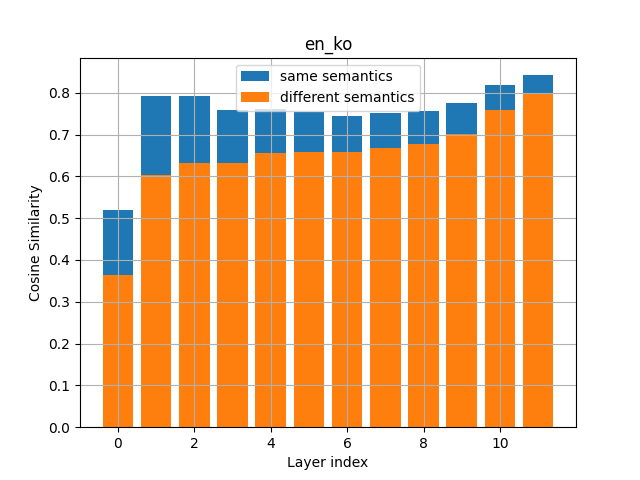 en_ko
same semantics
different semantics
Cosine Similarity
0.8
0.7
0.6
0.5
0.4
0.3
0.2
0.1
0.0
0 2 4 6 8 10
Layer index